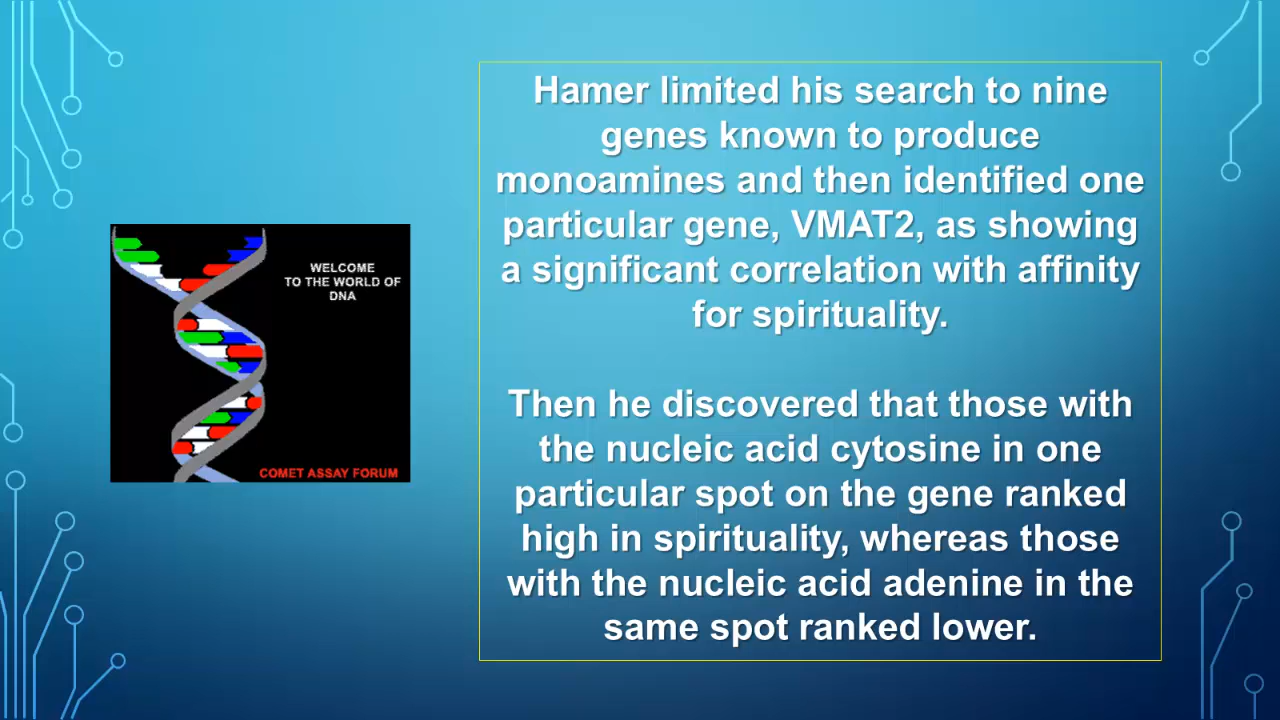 WELCOME
TO THE WORLD OF
DNA
COMET ASSAY FORUM
Hamer limited his search to nine
genes known to produce
monoamines and then identified one
particular gene, VMAT2, as showing
a significant correlation with affinity
for spirituality.
Then he discovered that those with
the nucleic acid cytosine in one
particular spot on the gene ranked
high in spirituality, whereas those
with the nucleic acid adenine in the
same spot ranked lower.